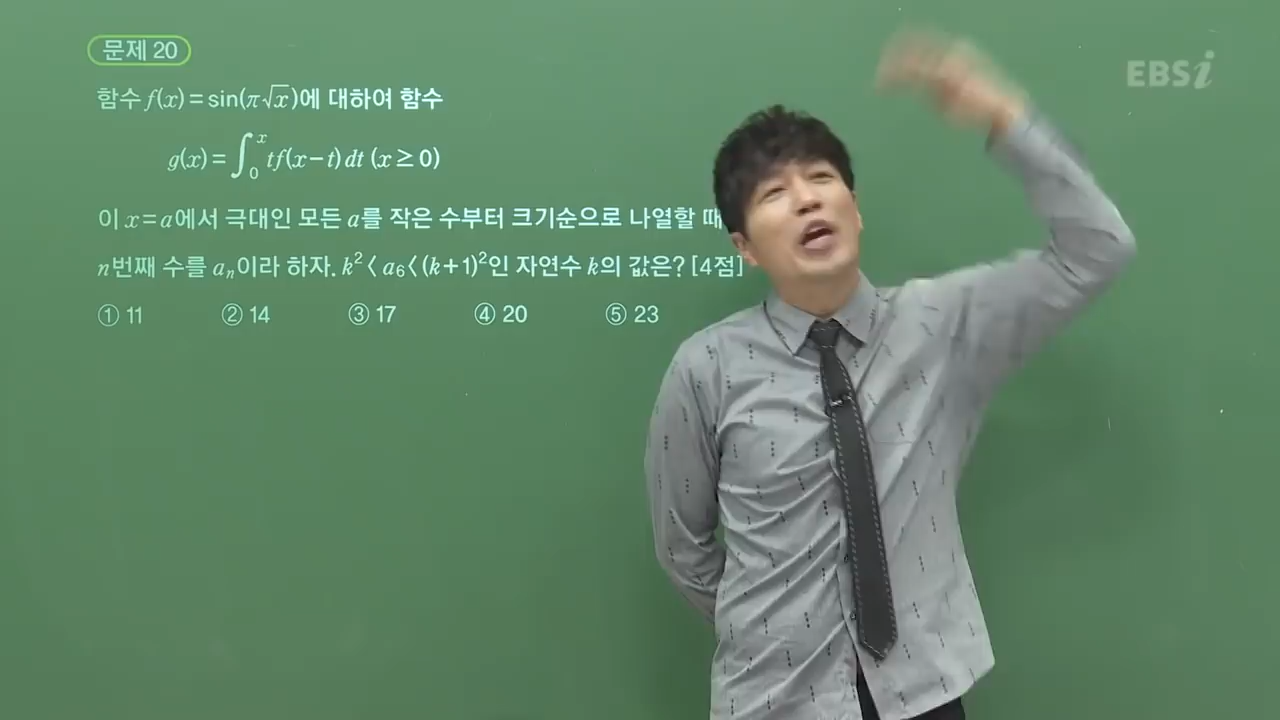 문제 20
EBSi
함수 f(x)=sin(π√x)에 대하여 함수
g(x)=∫₀ˣ tf(x−t)dt (x≥0)
이 x=a에서 극대인 모든 a를 작은 수부터 크기순으로 나열할 때
n번째 수를 aₙ이라 하자. k²<a₆<(k+1)²인 자연수 k의 값은? [4점]
① 11 ② 14 ③ 17 ④ 20 ⑤ 23